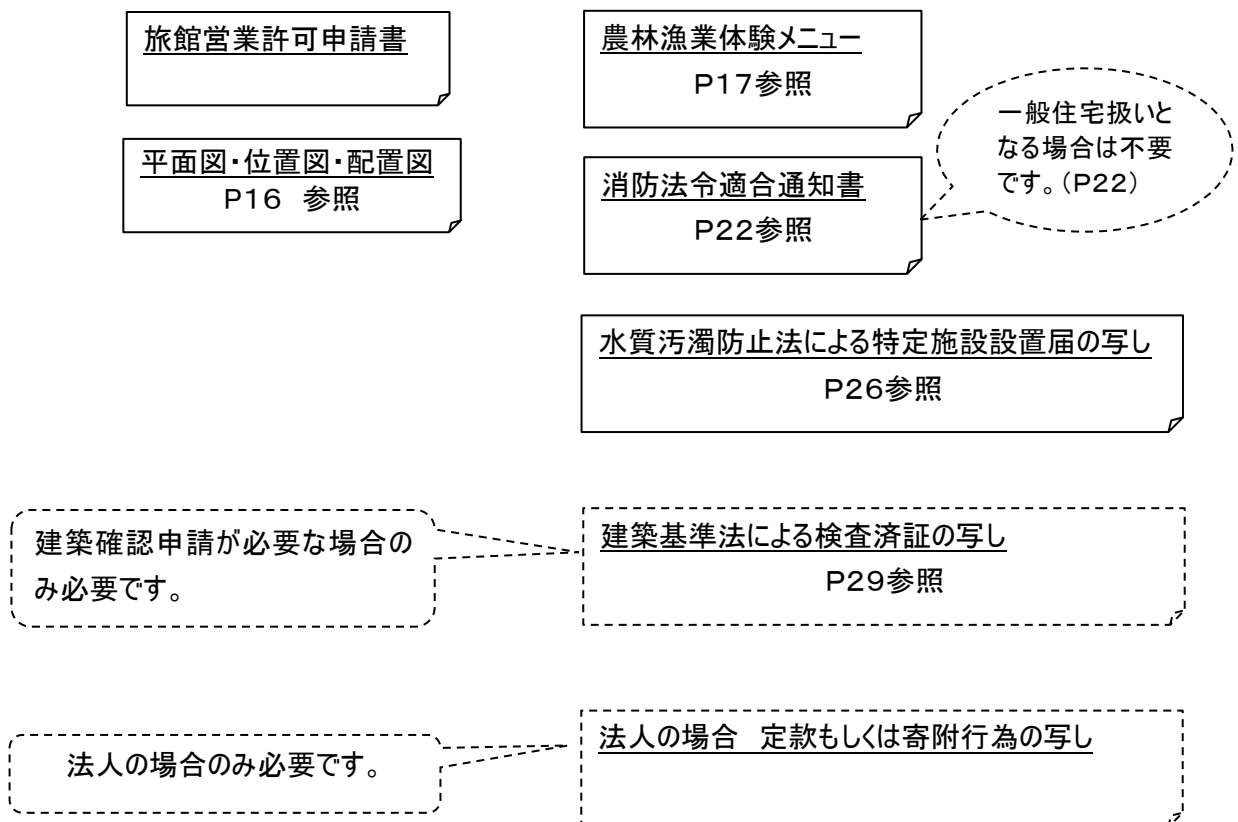 旅館営業許可申請書
平面図・位置図・配置図
P16 参照
農林漁業体験メニュー
P17参照
消防法令適合通知書
P22参照
一般住宅扱いと
なる場合は不要
です。(P22)
水質汚濁防止法による特定施設設置届の写し
P26参照
建築確認申請が必要な場合の
み必要です。
建築基準法による検査済証の写し
P29参照
法人の場合のみ必要です。
法人の場合 定款もしくは寄附行為の写し